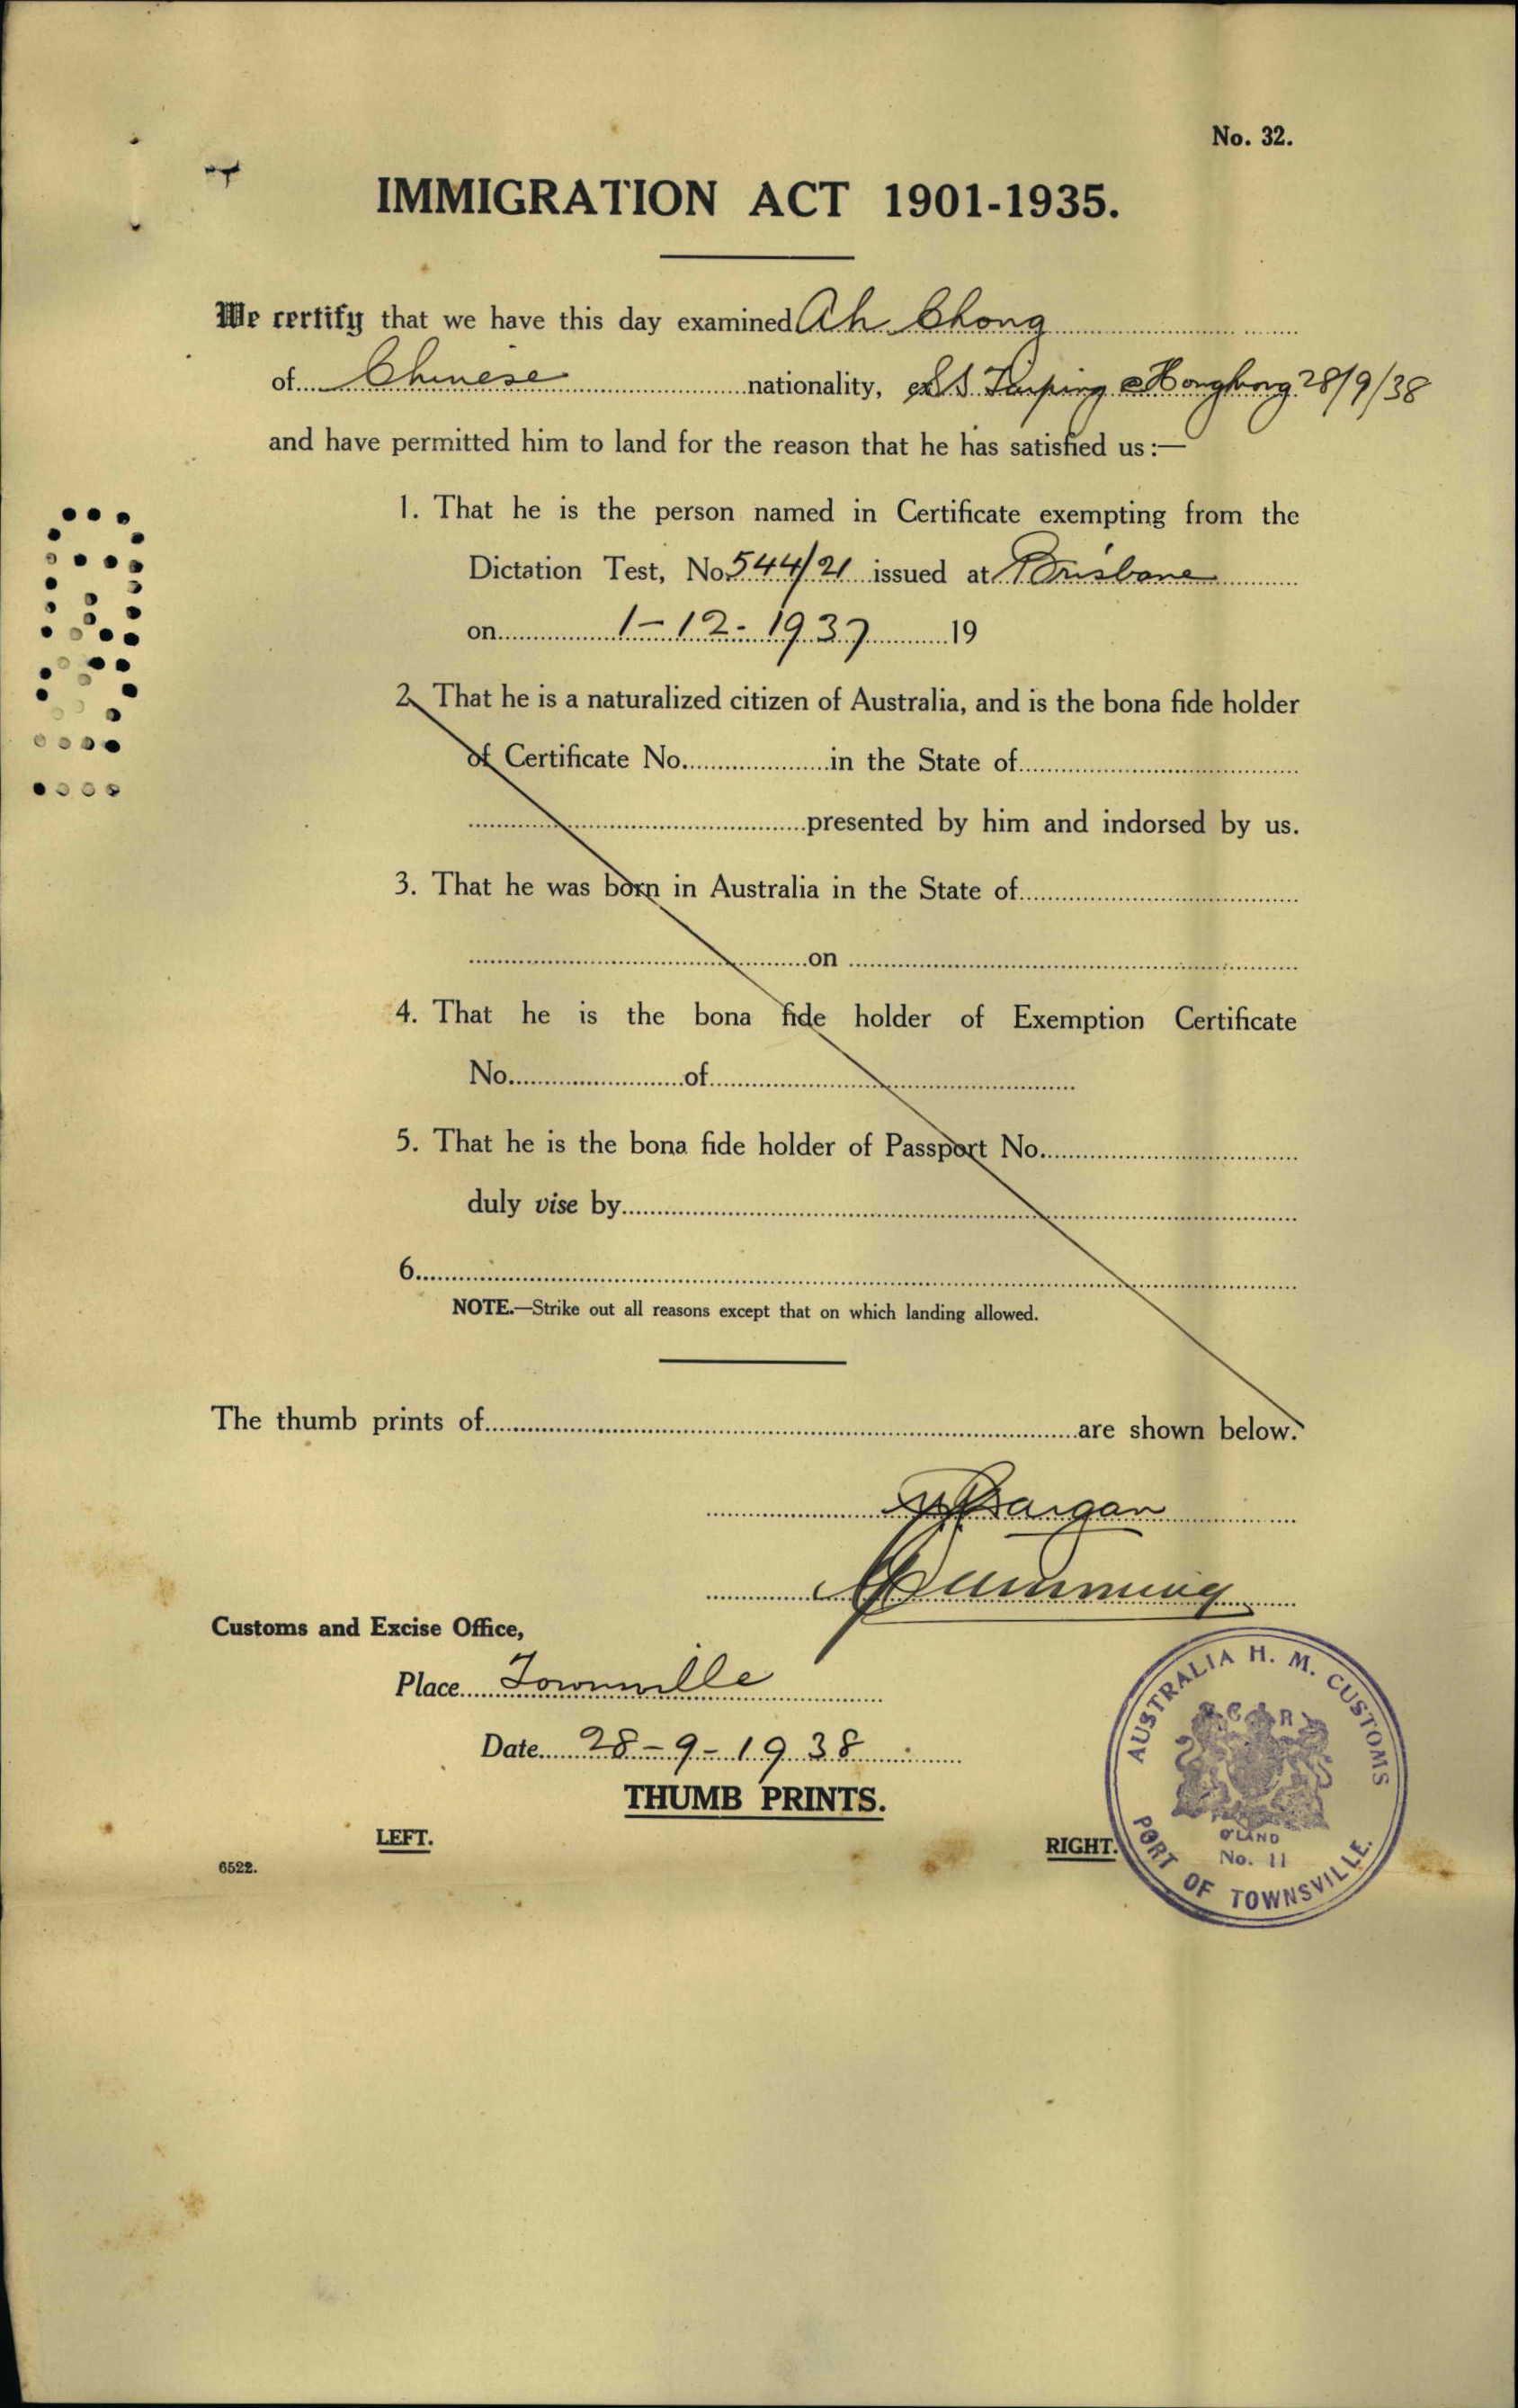 No. 32.
IMMIGRATION ACT 1901-1935.
We certify that we have this day examined Ah Chong
of Chinese nationality, ex S.S. Taiping @ Hongkong 28/9/38
and have permitted him to land for the reason that he has satisfied us:—
1. That he is the person named in Certificate exempting from the
Dictation Test, No. 544/21 issued at Brisbane
on 1-12-1937 19
2. That he is a naturalized citizen of Australia, and is the bona fide holder
of Certificate No. in the State of
presented by him and indorsed by us.
3. That he was born in Australia in the State of
on
4. That he is the bona fide holder of Exemption Certificate
No. of
5. That he is the bona fide holder of Passport No.
duly vise by
6.
NOTE.—Strike out all reasons except that on which landing allowed.
The thumb prints of are shown below.
Cumming
Customs and Excise Office,
Place Townsville
Date 28-9-1938
THUMB PRINTS.
LEFT.
RIGHT.
6522.
AUSTRALIA H. M. CUSTOMS
Q'LAND
No. 11
PORT OF TOWNSVILLE.